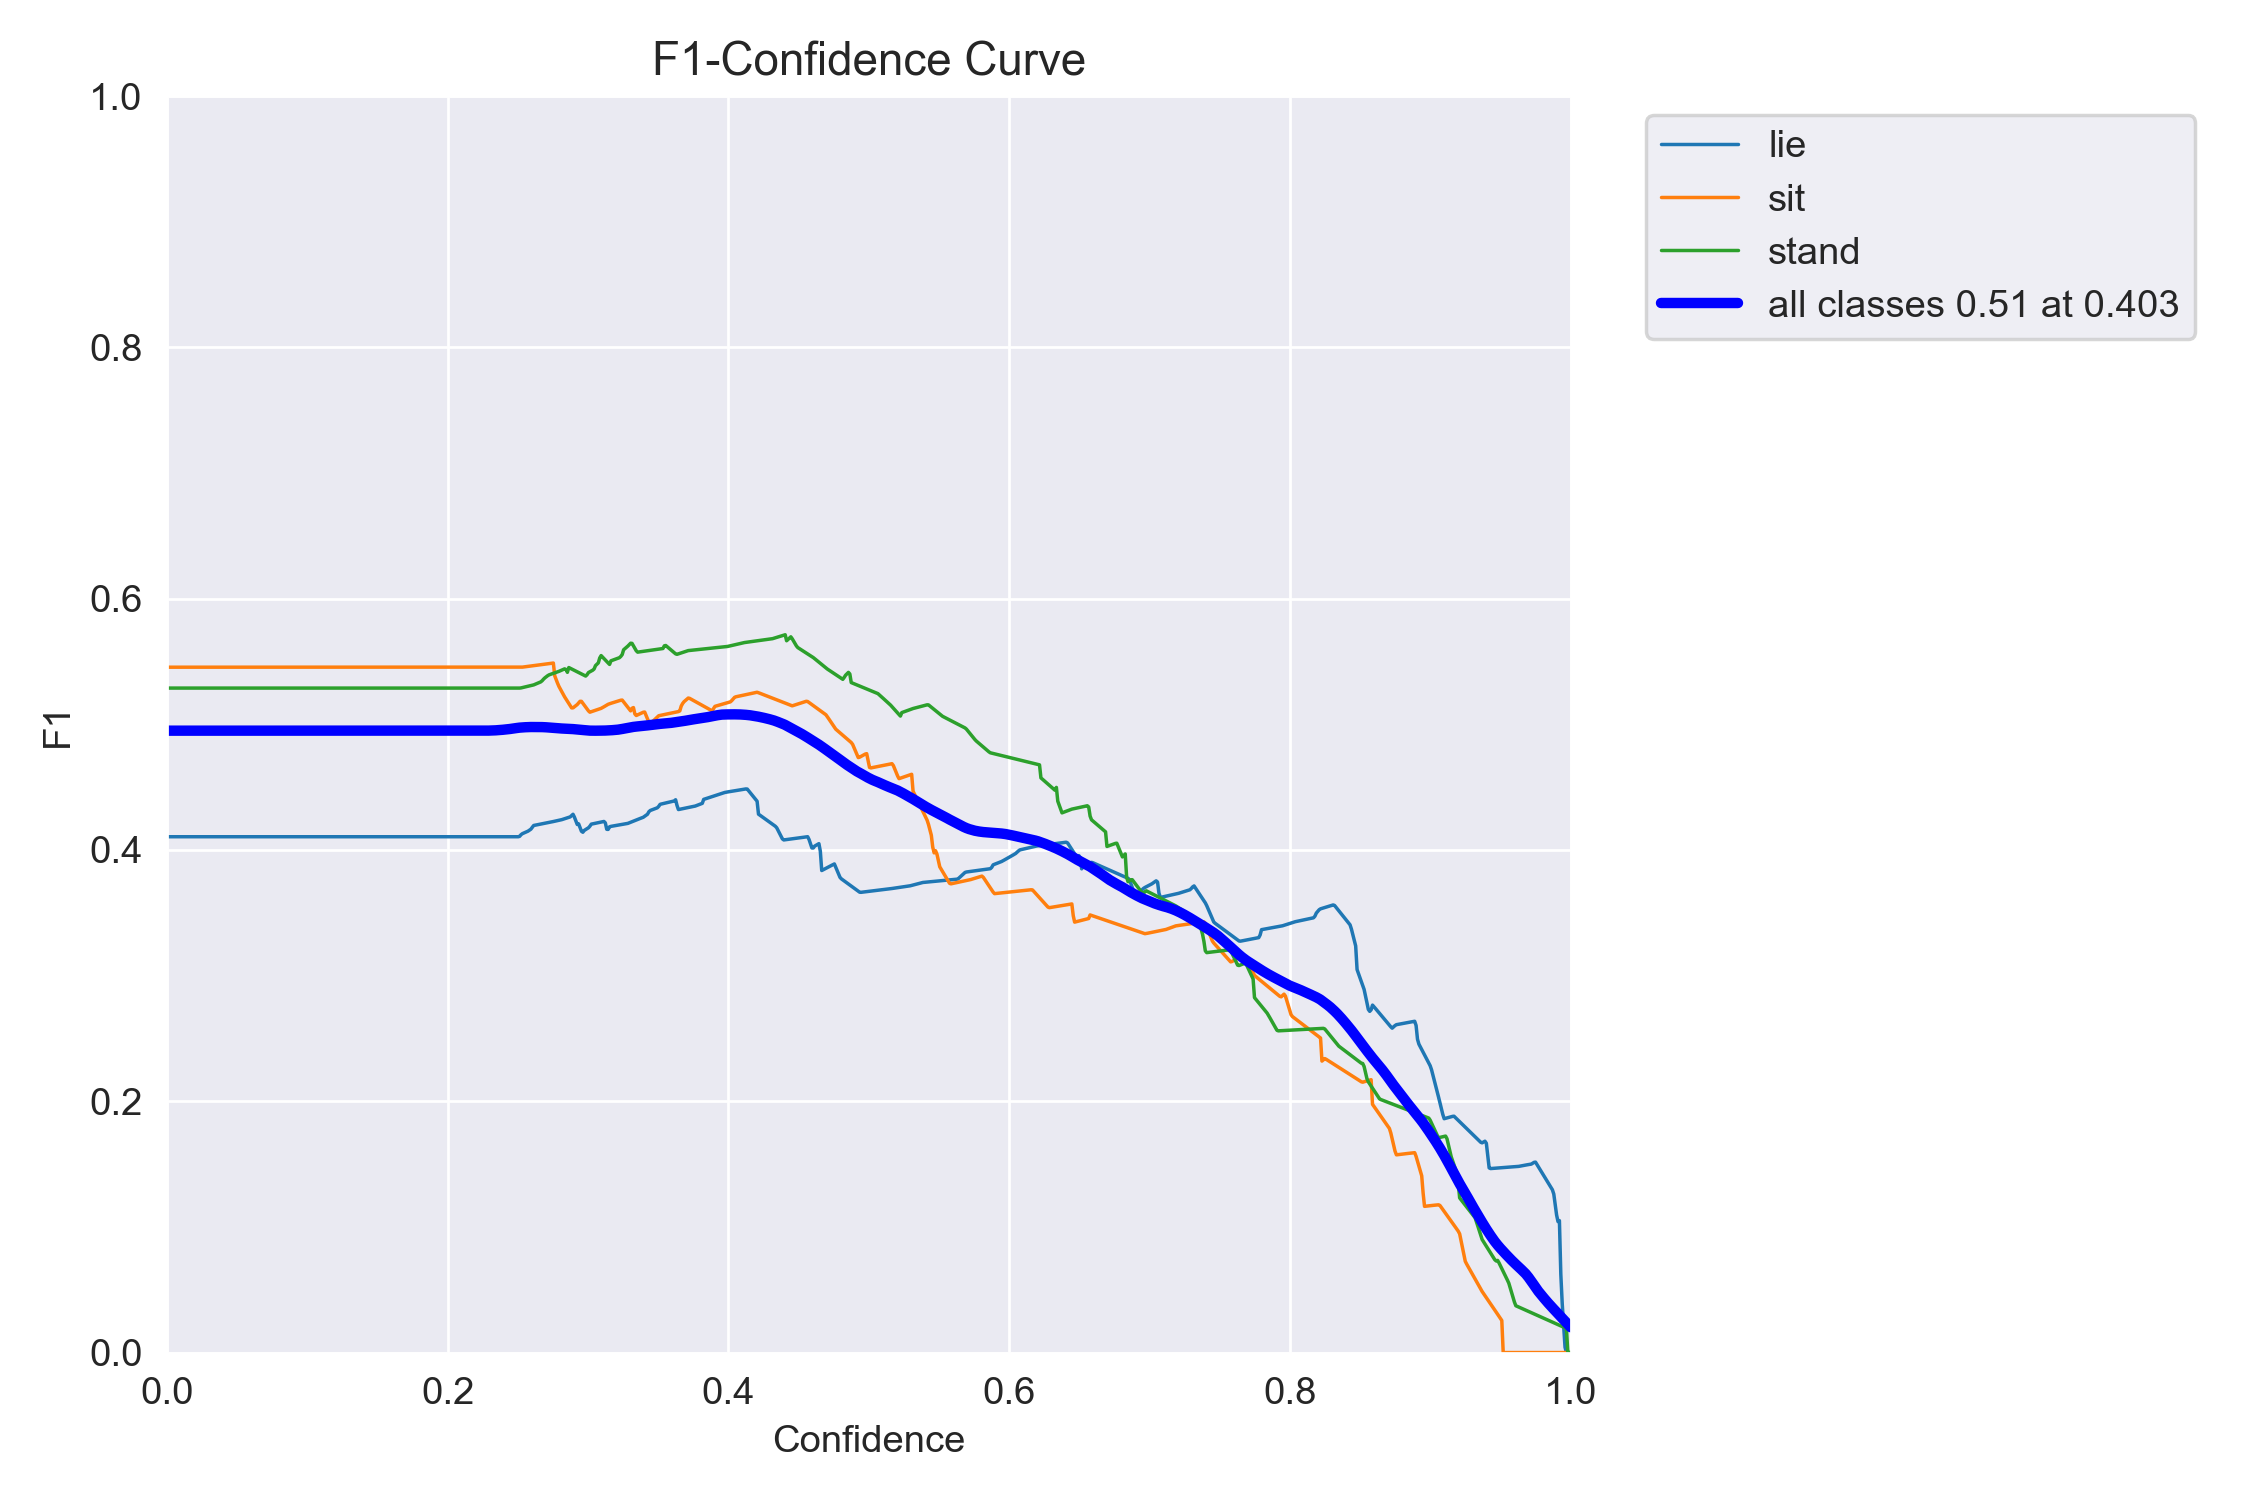 F1-Confidence Curve
1.0
0.8
0.6
0.4
0.2
0.0
F1
0.0 0.2 0.4 0.6 0.8 1.0
Confidence
lie
sit
stand
all classes 0.51 at 0.403